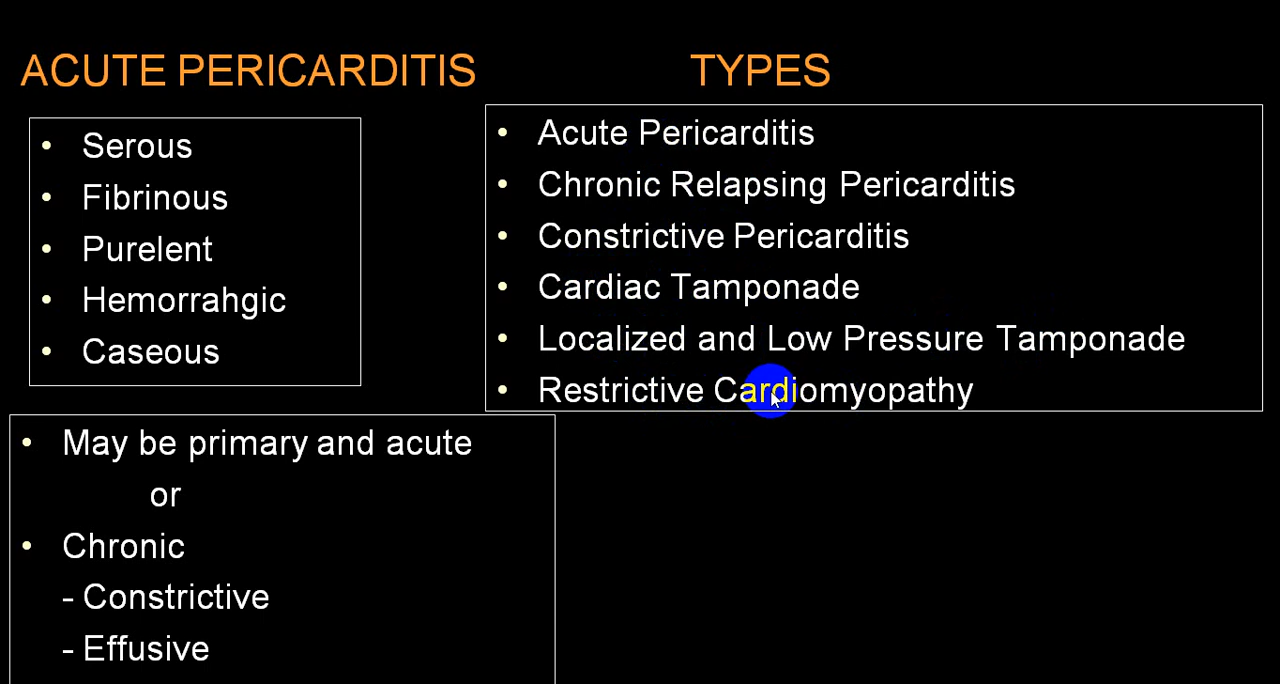 ACUTE PERICARDITIS
• Serous
• Fibrinous
• Purelent
• Hemorrahgic
• Caseous
• May be primary and acute
or
• Chronic
- Constrictive
- Effusive
TYPES
• Acute Pericarditis
• Chronic Relapsing Pericarditis
• Constrictive Pericarditis
• Cardiac Tamponade
• Localized and Low Pressure Tamponade
• Restrictive Cardiomyopathy